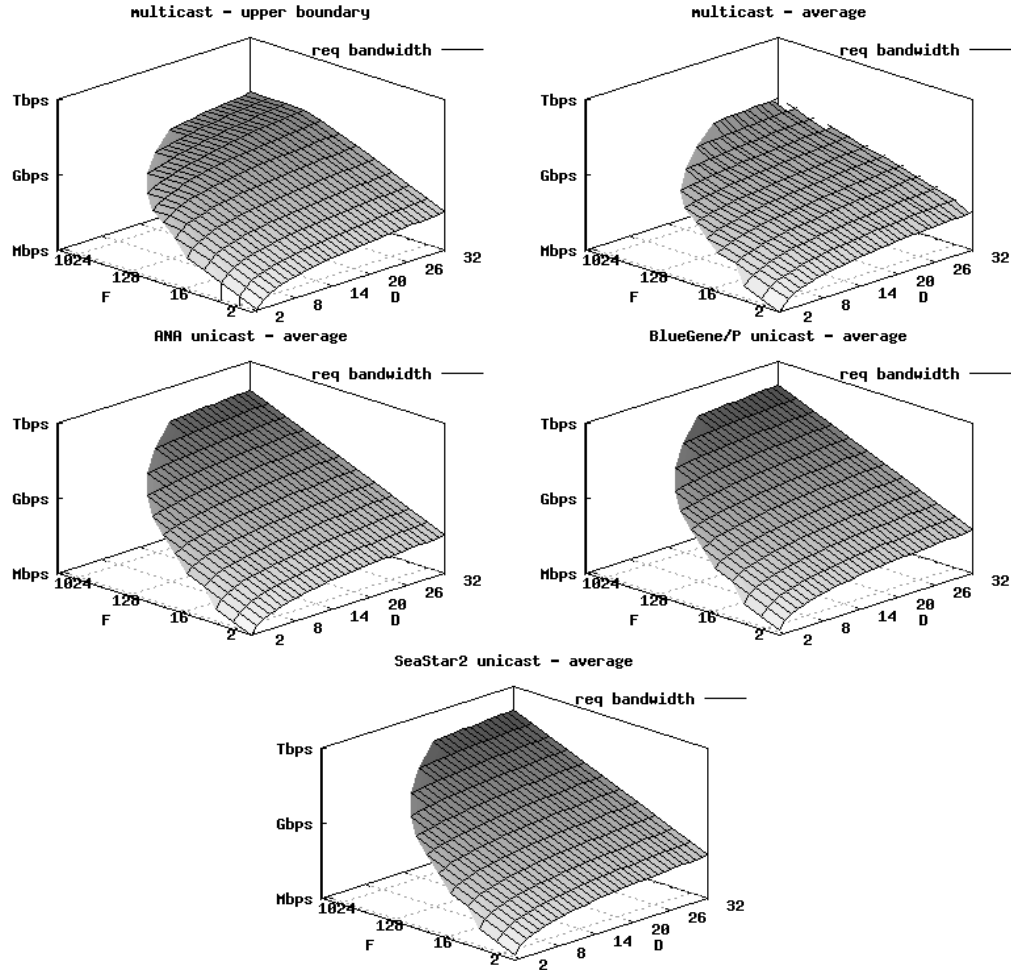 multicast - upper boundary
req bandwidth
Tbps
Gbps
Mbps
1024
128
16
2
F
2
8
14
20
26
32
D
multicast - average
req bandwidth
Tbps
Gbps
Mbps
1024
128
16
2
F
2
8
14
20
26
32
D
ANA unicast - average
req bandwidth
Tbps
Gbps
Mbps
1024
128
16
2
F
2
8
14
20
26
32
D
BlueGene/P unicast - average
req bandwidth
Tbps
Gbps
Mbps
1024
128
16
2
F
2
8
14
20
26
32
D
SeaStar2 unicast - average
req bandwidth
Tbps
Gbps
Mbps
1024
128
16
2
F
2
8
14
20
26
32
D